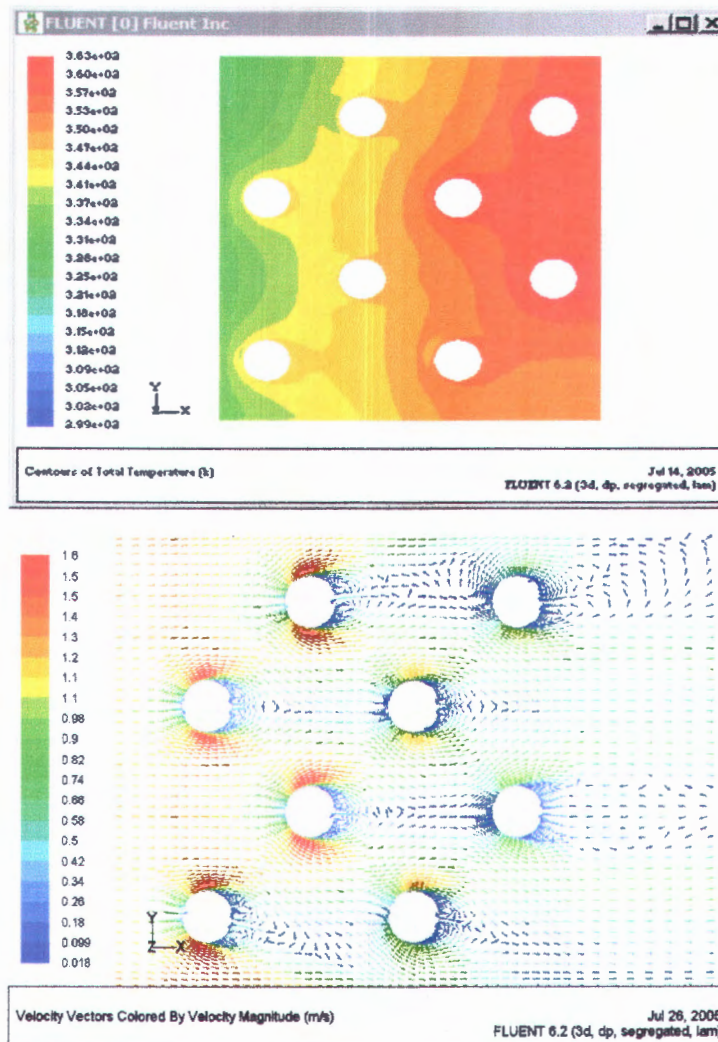 FLUENT [0] Fluent Inc
3.63e+02
3.60e+02
3.57e+02
3.53e+02
3.50e+02
3.47e+02
3.44e+02
3.41e+02
3.37e+02
3.34e+02
3.31e+02
3.28e+02
3.25e+02
3.21e+02
3.18e+02
3.15e+02
3.12e+02
3.09e+02
3.05e+02
3.02e+02
2.99e+02
Y
Z X
Contours of Total Temperature (k)
Jul 14, 2005
FLUENT 6.2 (3d, dp, segregated, lam)
1.6
1.5
1.5
1.4
1.3
1.2
1.1
1.1
0.98
0.9
0.82
0.74
0.66
0.58
0.5
0.42
0.34
0.26
0.18
0.099
0.018
Y
Z X
Velocity Vectors Colored By Velocity Magnitude (m/s)
Jul 26, 2005
FLUENT 6.2 (3d, dp, segregated, lam)